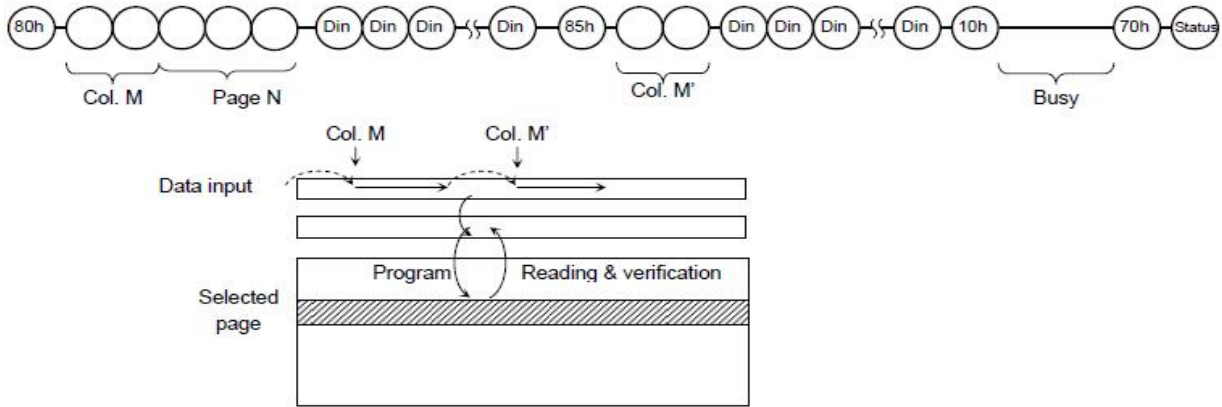 80h Din Din Din Din 85h Din Din Din Din 10h 70h Status
Col. M Page N Col. M' Busy
Col. M Col. M'
Data input
Program Reading & verification
Selected
page